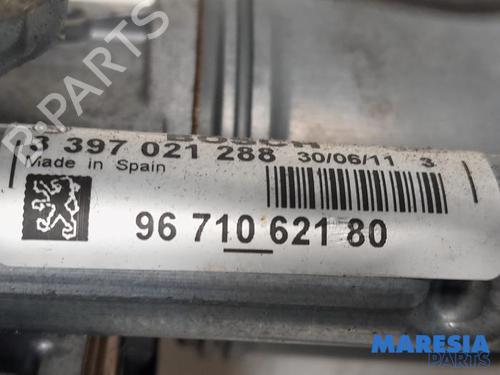 BOSCH
3 397 021 288 30/06/11 3
Made in Spain
96 710 621 80
B-PARTS
MARESIA
PARTS